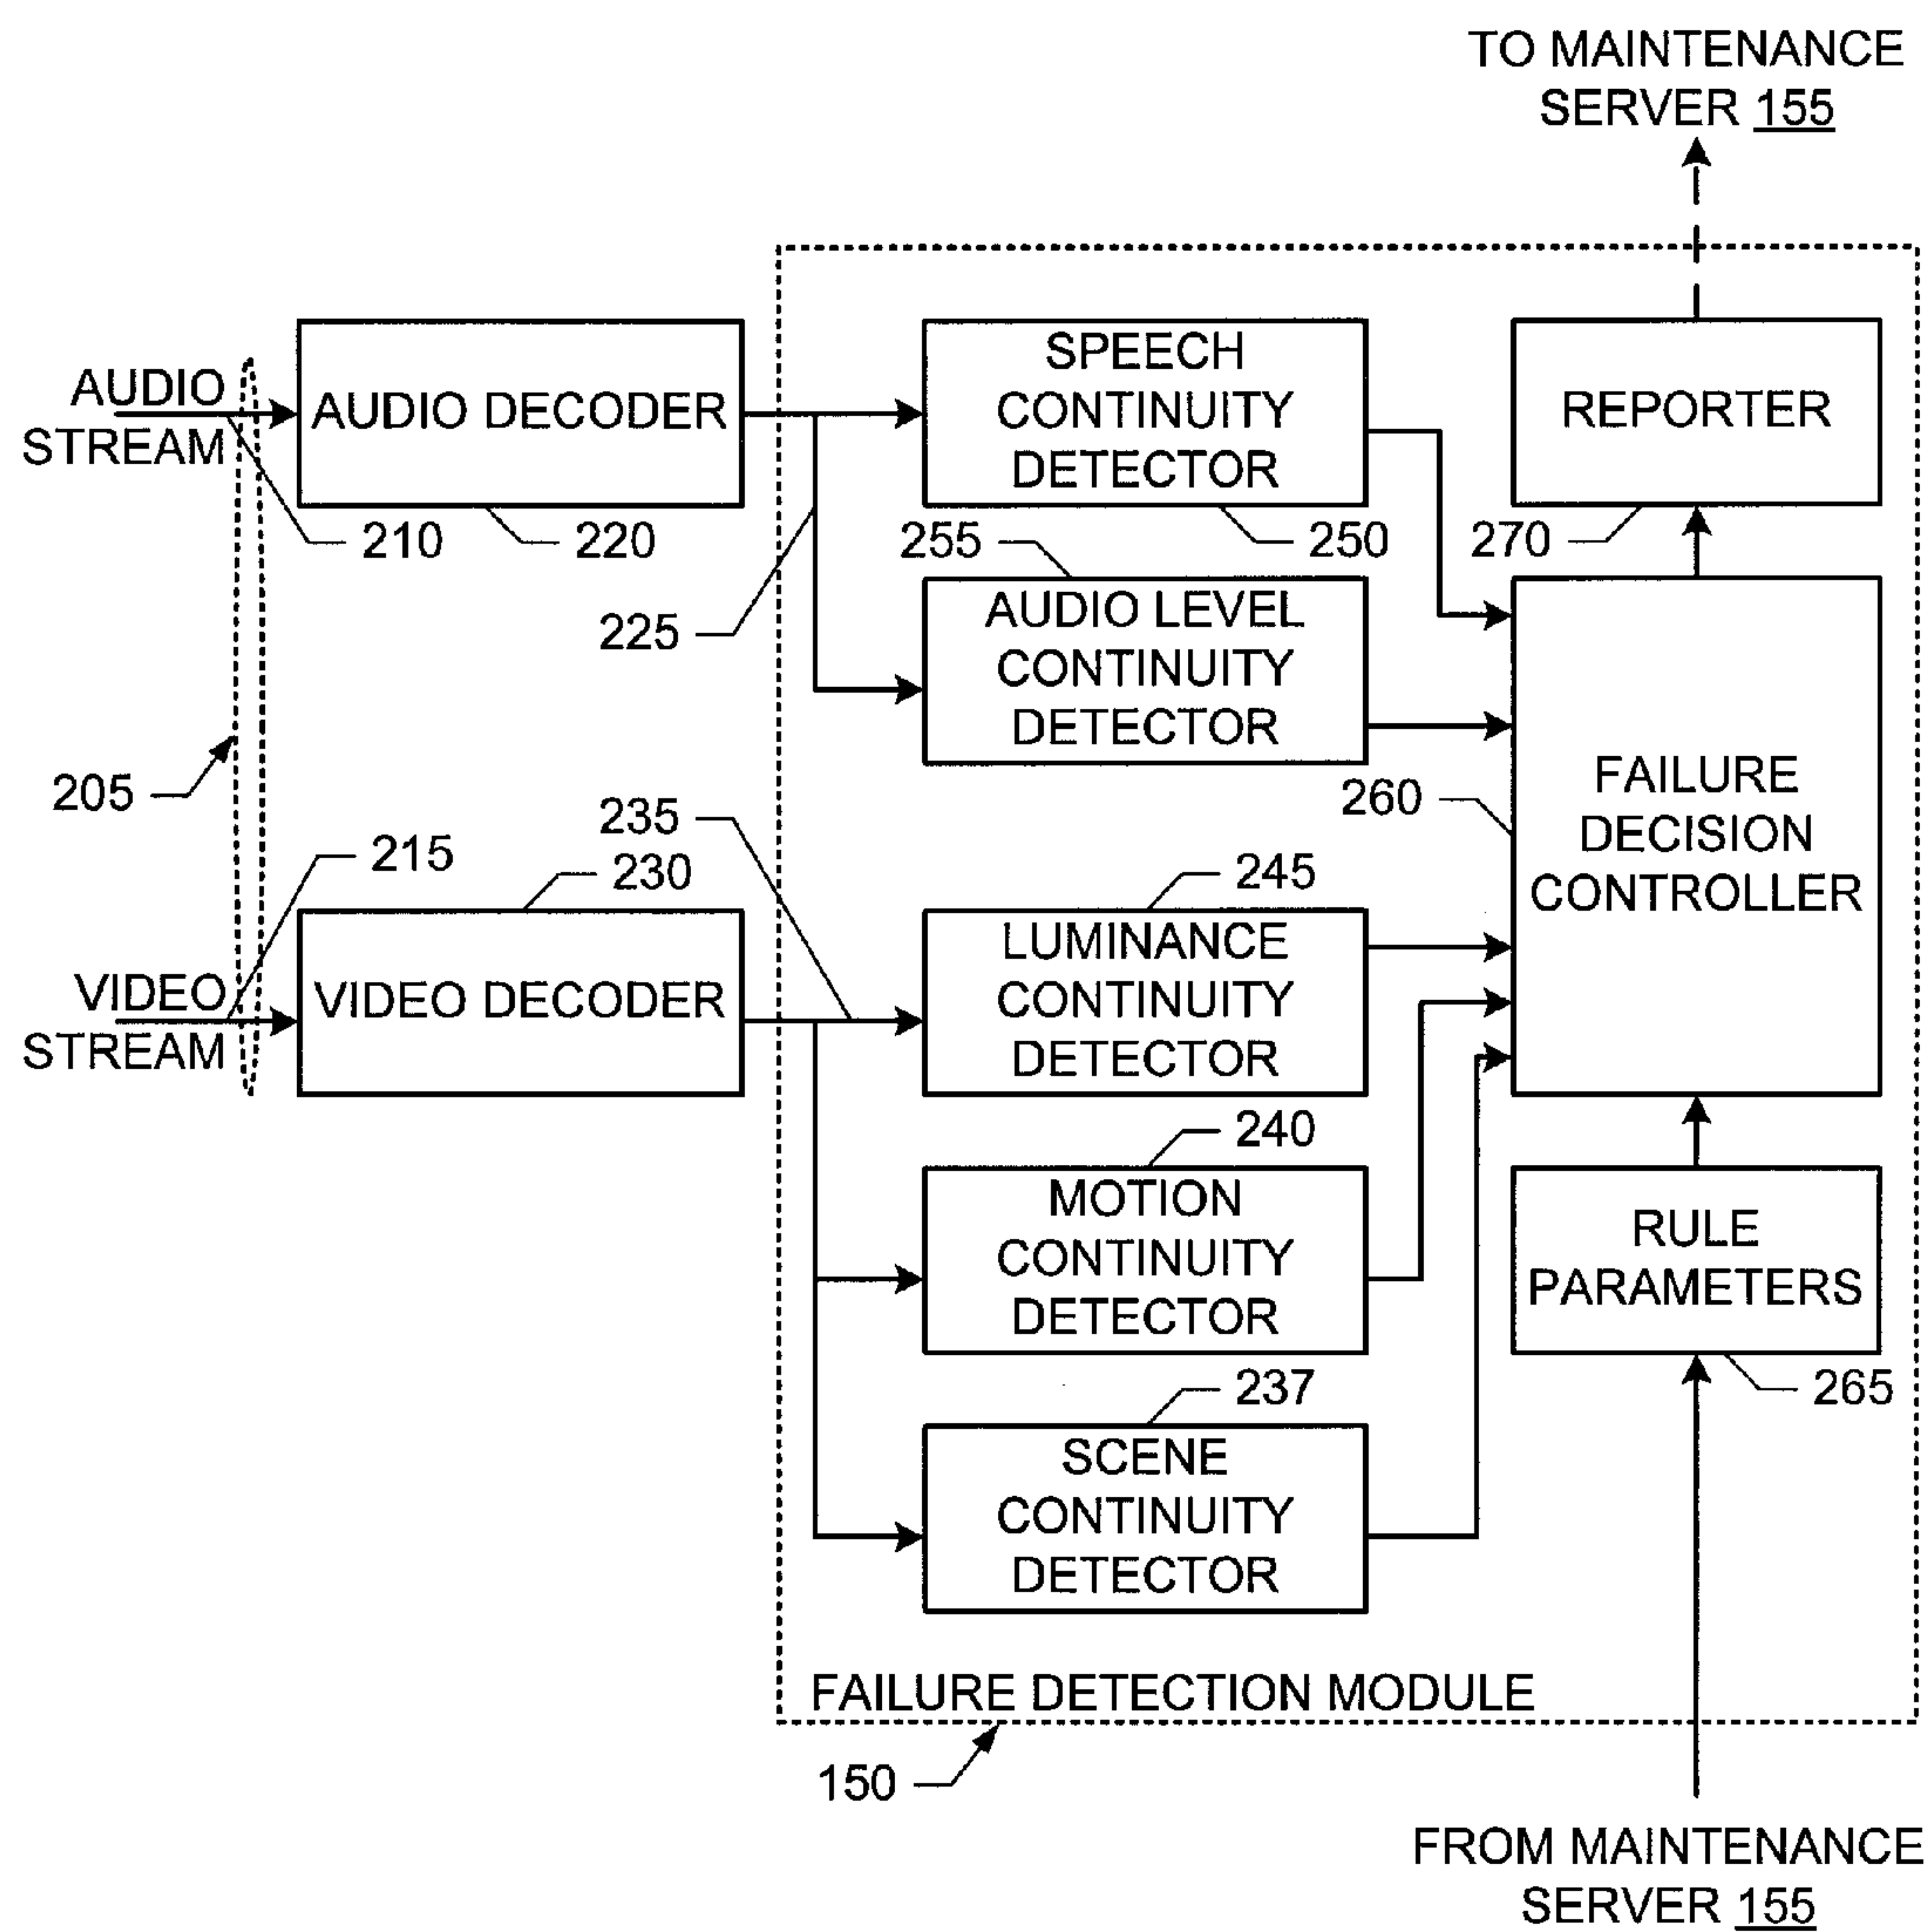 TO MAINTENANCE
SERVER 155
AUDIO
STREAM
AUDIO DECODER
SPEECH
CONTINUITY
DETECTOR
REPORTER
210
220
255
250
270
225
AUDIO LEVEL
CONTINUITY
DETECTOR
205
235
260
FAILURE
DECISION
CONTROLLER
215
230
245
VIDEO
STREAM
VIDEO DECODER
LUMINANCE
CONTINUITY
DETECTOR
240
MOTION
CONTINUITY
DETECTOR
RULE
PARAMETERS
237
265
SCENE
CONTINUITY
DETECTOR
FAILURE DETECTION MODULE
150
FROM MAINTENANCE
SERVER 155